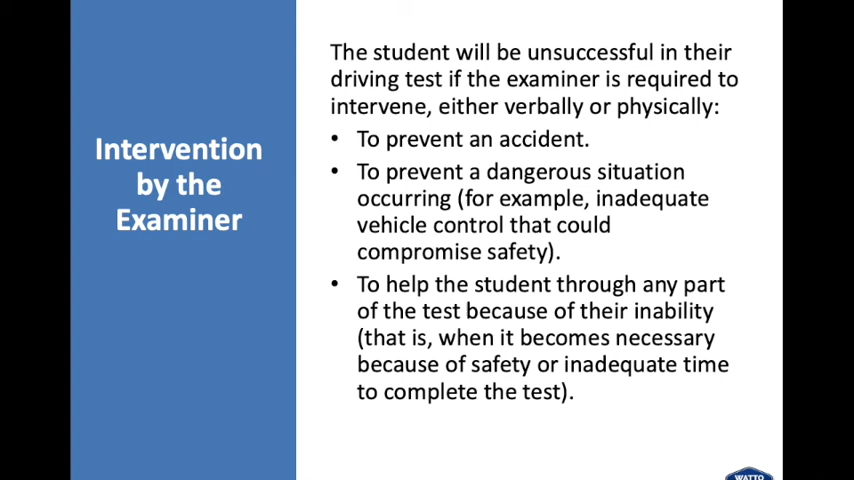 Intervention
by the
Examiner
The student will be unsuccessful in their
driving test if the examiner is required to
intervene, either verbally or physically:
• To prevent an accident.
• To prevent a dangerous situation
occurring (for example, inadequate
vehicle control that could
compromise safety).
• To help the student through any part
of the test because of their inability
(that is, when it becomes necessary
because of safety or inadequate time
to complete the test).
WATTO